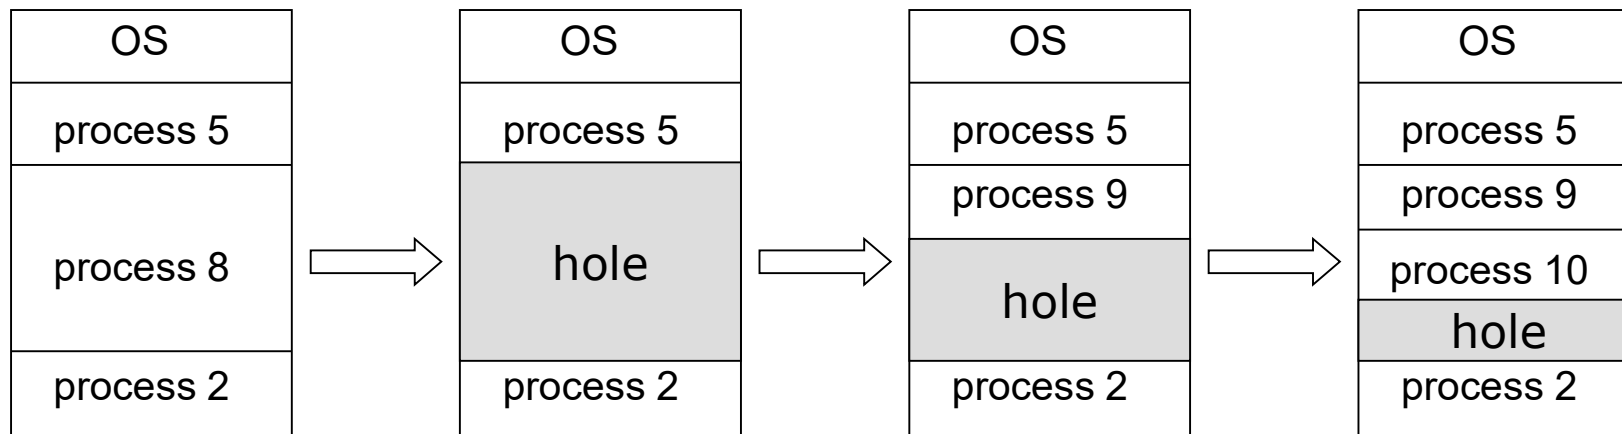 OS
process 5
process 8
process 2
OS
process 5
hole
process 2
OS
process 5
process 9
hole
process 2
OS
process 5
process 9
process 10
hole
process 2